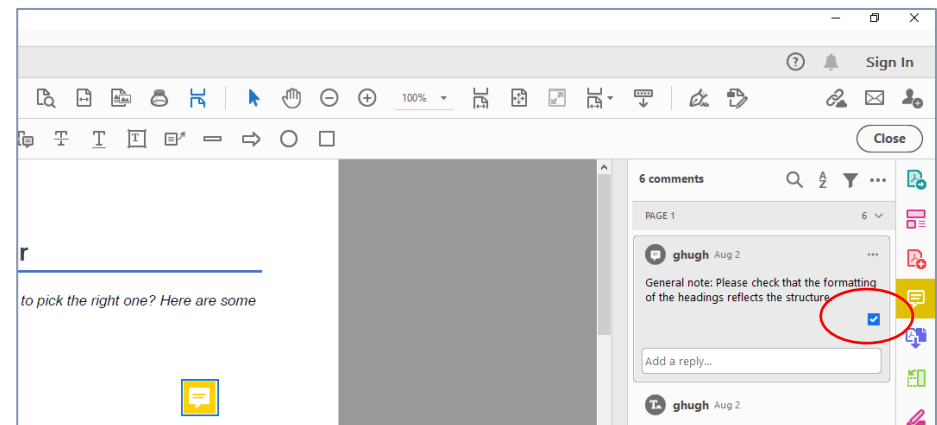 Sign In
100%
Close
6 comments
PAGE 1
6
r
to pick the right one? Here are some
ghugh Aug 2
General note: Please check that the formatting
of the headings reflects the structure.
Add a reply...
ghugh Aug 2